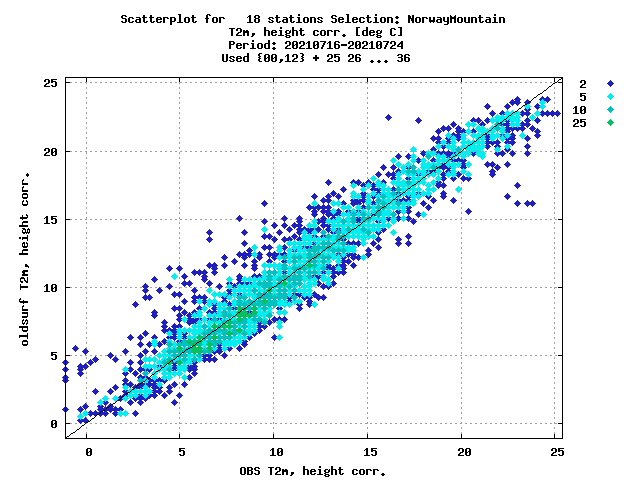 Scatterplot for   18 stations Selection: NorwayMountain
T2m, height corr. [deg C]
Period: 20210716-20210724
Used {00,12} + 25 26 ... 36
25
20
15
10
5
0
oldsurf T2m, height corr.
0 5 10 15 20 25
OBS T2m, height corr.
2
5
10
25